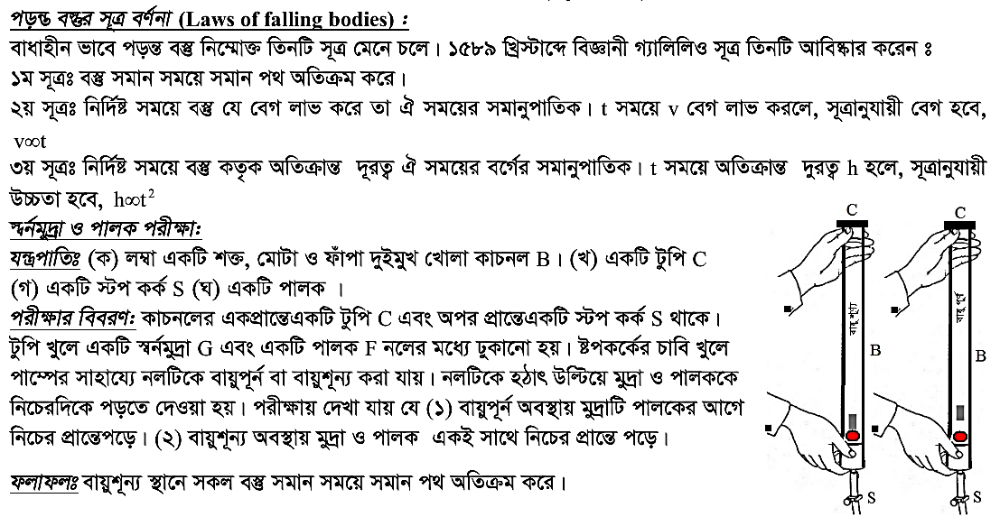 পড়ন্ত বস্তুর সূত্র বর্ণনা (Laws of falling bodies) :
বাধাহীন ভাবে পড়ন্ত বস্তু নিম্মোক্ত তিনটি সূত্র মেনে চলে। ১৫৮৯ খ্রিস্টাব্দে বিজ্ঞানী গ্যালিলিও সূত্র তিনটি আবিষ্কার করেন ঃ
১ম সূত্রঃ বস্তু সমান সময়ে সমান পথ অতিক্রম করে।
২য় সূত্রঃ নির্দিষ্ট সময়ে বস্তু যে বেগ লাভ করে তা ঐ সময়ের সমানুপাতিক। t সময়ে v বেগ লাভ করলে, সূত্রানুযায়ী বেগ হবে,
v∞t
৩য় সূত্রঃ নির্দিষ্ট সময়ে বস্তু কতৃক অতিক্রান্ত দূরত্ব ঐ সময়ের বর্গের সমানুপাতিক। t সময়ে অতিক্রান্ত দুরত্ব h হলে, সূত্রানুযায়ী
উচ্চতা হবে, h∞t²
স্বর্নমুদ্রা ও পালক পরীক্ষা:
যন্ত্রপাতিঃ (ক) লম্বা একটি শক্ত, মোটা ও ফাঁপা দুইমুখ খোলা কাচনল B। (খ) একটি টুপি C
(গ) একটি স্টপ কর্ক S (ঘ) একটি পালক ।
পরীক্ষার বিবরণ: কাচনলের একপ্রান্তেএকটি টুপি C এবং অপর প্রান্তেএকটি স্টপ কর্ক S থাকে।
টুপি খুলে একটি স্বর্নমুদ্রা G এবং একটি পালক F নলের মধ্যে ঢুকানো হয়। ষ্টপকর্কের চাবি খুলে
পাম্পের সাহায্যে নলটিকে বায়ুপূর্ন বা বায়ুশূন্য করা যায়। নলটিকে হঠাৎ উল্টিয়ে মুদ্রা ও পালককে
নিচেরদিকে পড়তে দেওয়া হয়। পরীক্ষায় দেখা যায় যে (১) বায়ুপূর্ন অবস্থায় মুদ্রাটি পালকের আগে
নিচের প্রান্তেপড়ে। (২) বায়ুশূন্য অবস্থায় মুদ্রা ও পালক একই সাথে নিচের প্রান্তে পড়ে।
ফলাফলঃ বায়ুশূন্য স্থানে সকল বস্তু সমান সময়ে সমান পথ অতিক্রম করে।
C
বায়ু শূন্য
B
S
C
বায়ু পূর্ণ
B
S